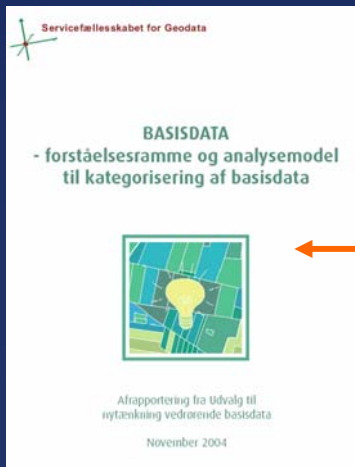 Servicefællesskabet for Geodata
BASISDATA
- forståelsesramme og analysemodel
til kategorisering af basisdata
Afrapportering fra Udvalg til
nytænkning vedrørende basisdata
November 2004